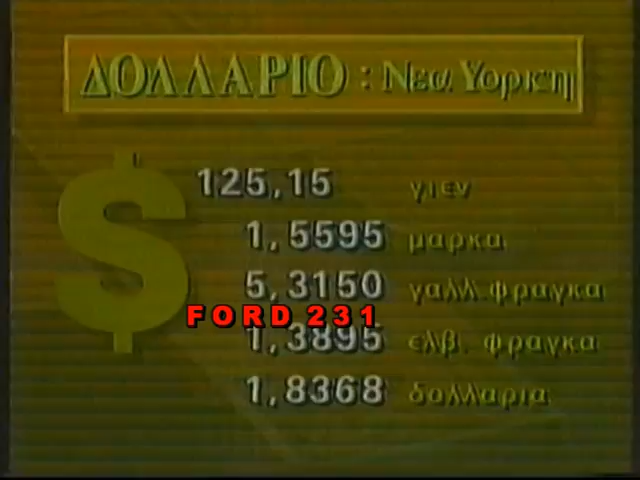 ΔΟΛΛΑΡΙΟ : Νεα Υορκη
$
125,15 γιεν
1,5595 μαρκα
5,3150 γαλλ.φραγκα
FORD 231
1,3895 ελβ. φραγκα
1,8368 δολλαρια